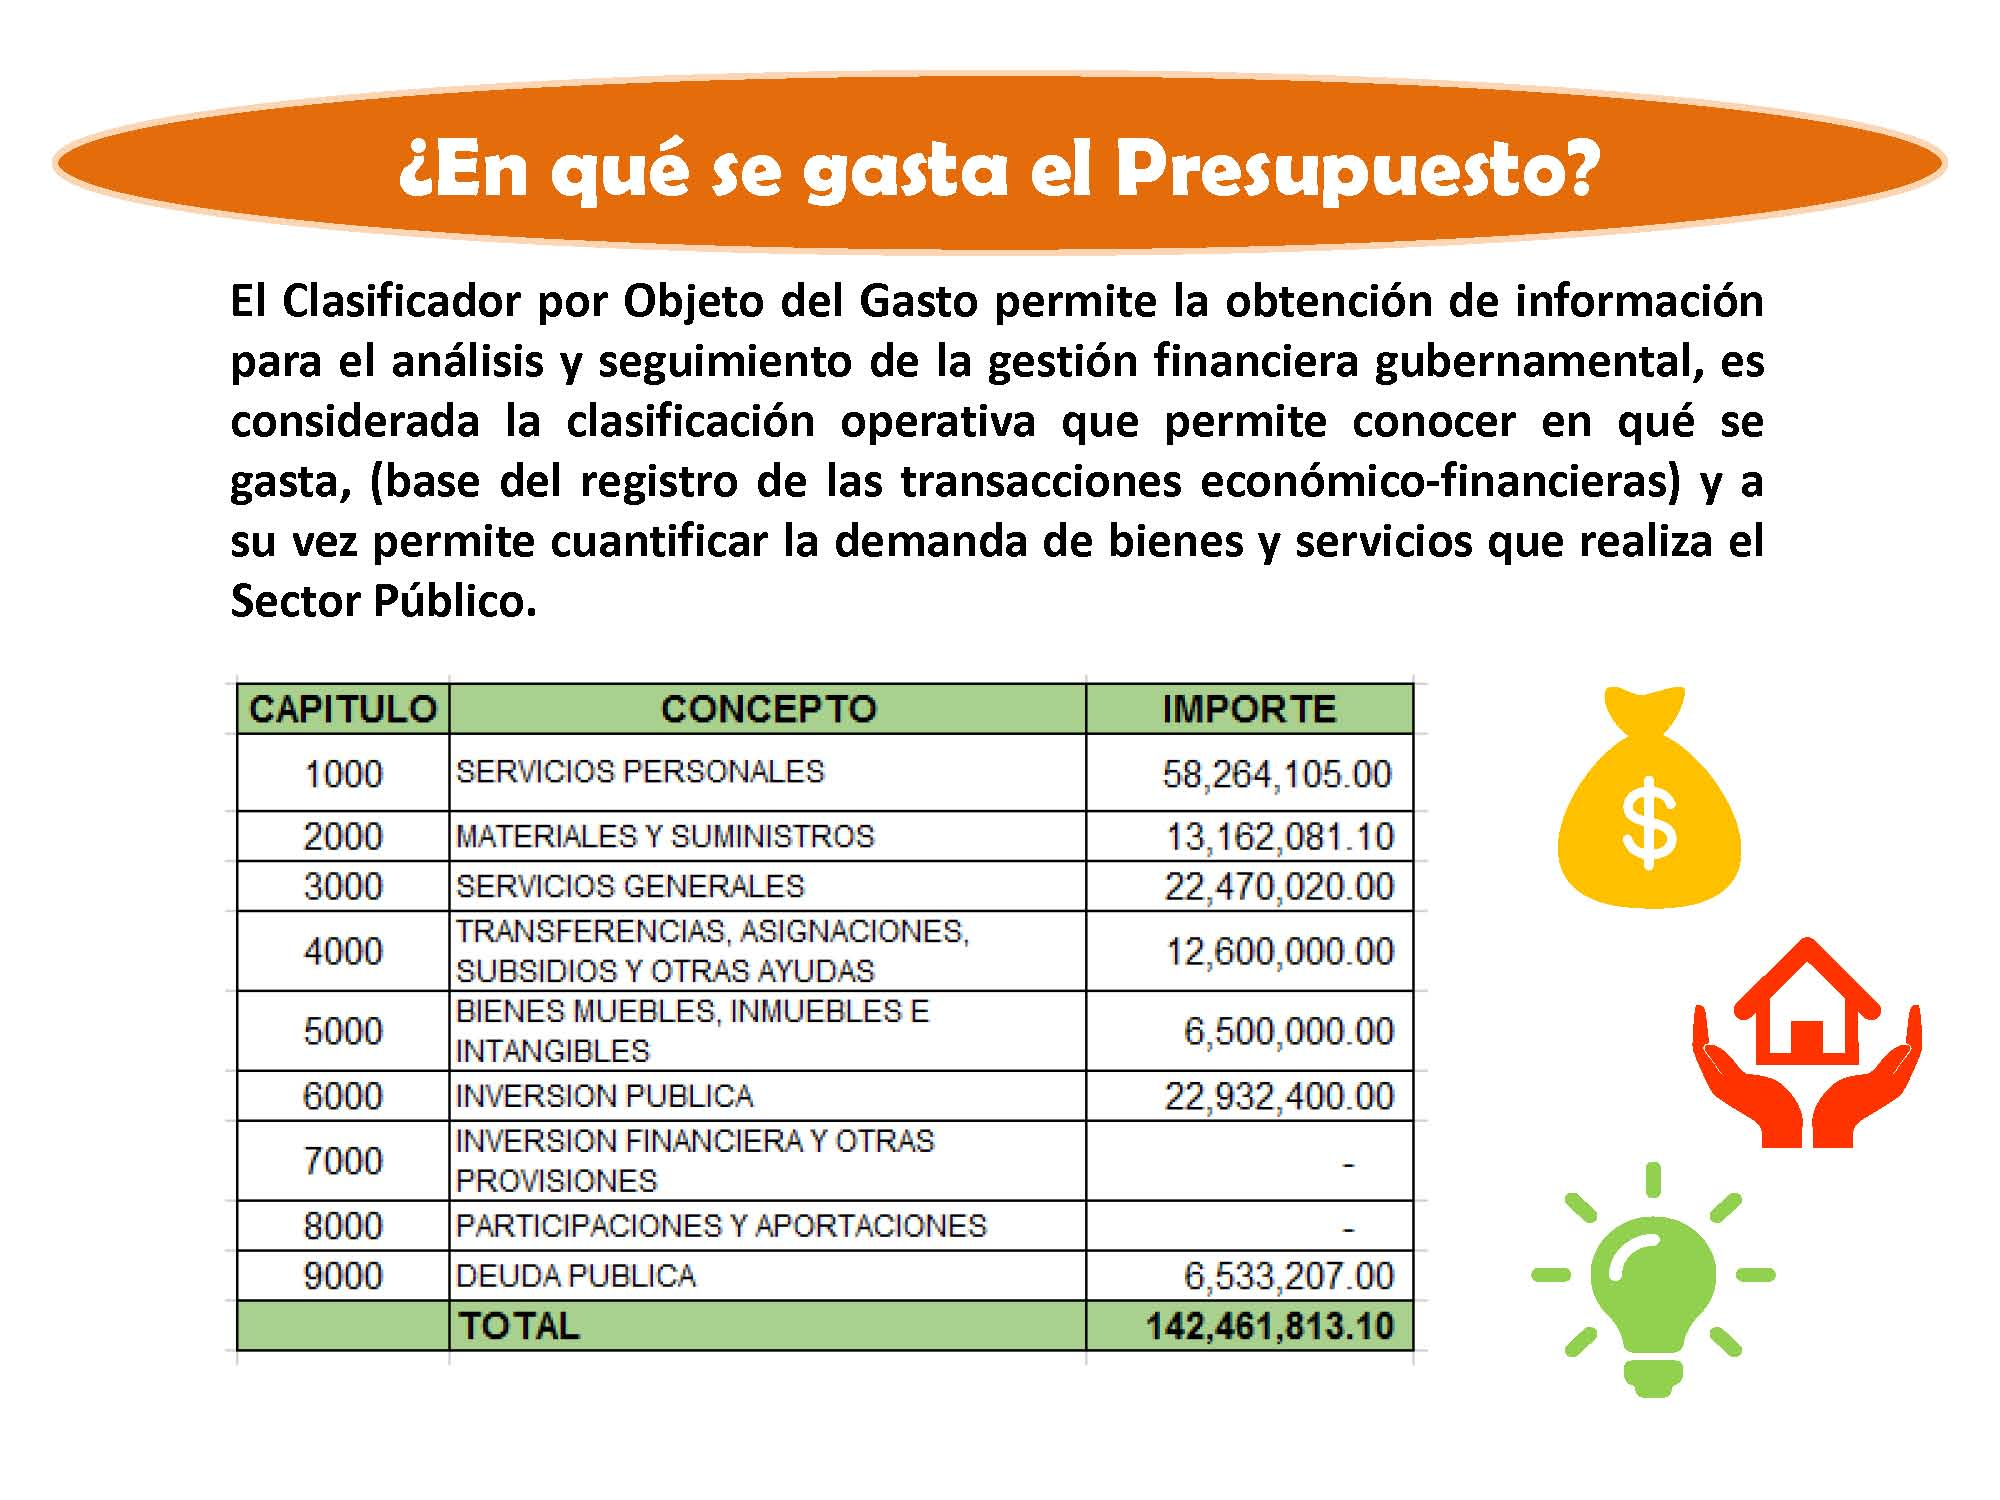 ¿En qué se gasta el Presupuesto?
El Clasificador por Objeto del Gasto permite la obtención de información
para el análisis y seguimiento de la gestión financiera gubernamental, es
considerada la clasificación operativa que permite conocer en qué se
gasta, (base del registro de las transacciones económico-financieras) y a
su vez permite cuantificar la demanda de bienes y servicios que realiza el
Sector Público.
CAPITULO CONCEPTO IMPORTE
1000 SERVICIOS PERSONALES 58,264,105.00
2000 MATERIALES Y SUMINISTROS 13,162,081.10
3000 SERVICIOS GENERALES 22,470,020.00
4000 TRANSFERENCIAS, ASIGNACIONES,
SUBSIDIOS Y OTRAS AYUDAS 12,600,000.00
5000 BIENES MUEBLES, INMUEBLES E
INTANGIBLES 6,500,000.00
6000 INVERSION PUBLICA 22,932,400.00
7000 INVERSION FINANCIERA Y OTRAS
PROVISIONES -
8000 PARTICIPACIONES Y APORTACIONES -
9000 DEUDA PUBLICA 6,533,207.00
TOTAL 142,461,813.10
$